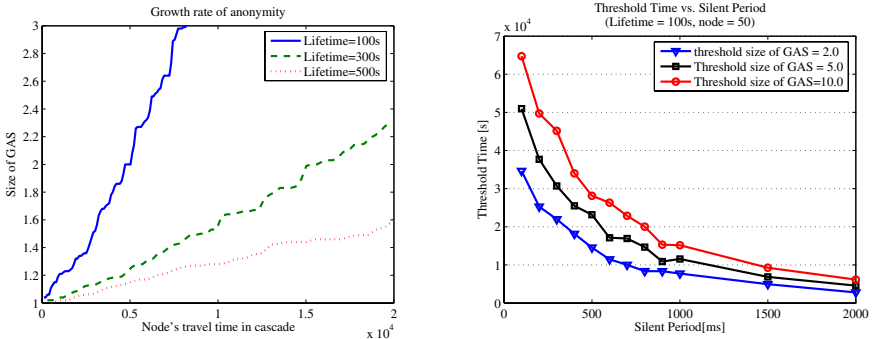 Growth rate of anonymity
3
2.8
2.6
2.4
2.2
2
1.8
1.6
1.4
1.2
1
Size of GAS
Lifetime=100s
Lifetime=300s
Lifetime=500s
0
0.5
1
1.5
2
x 10^4
Node's travel time in cascade
Threshold Time vs. Silent Period
(Lifetime = 100s, node = 50)
x 10^4
7
6
5
4
3
2
1
0
Threshold Time [s]
threshold size of GAS = 2.0
Threshold size of GAS = 5.0
Threshold size of GAS=10.0
0
500
1000
1500
2000
Silent Period[ms]